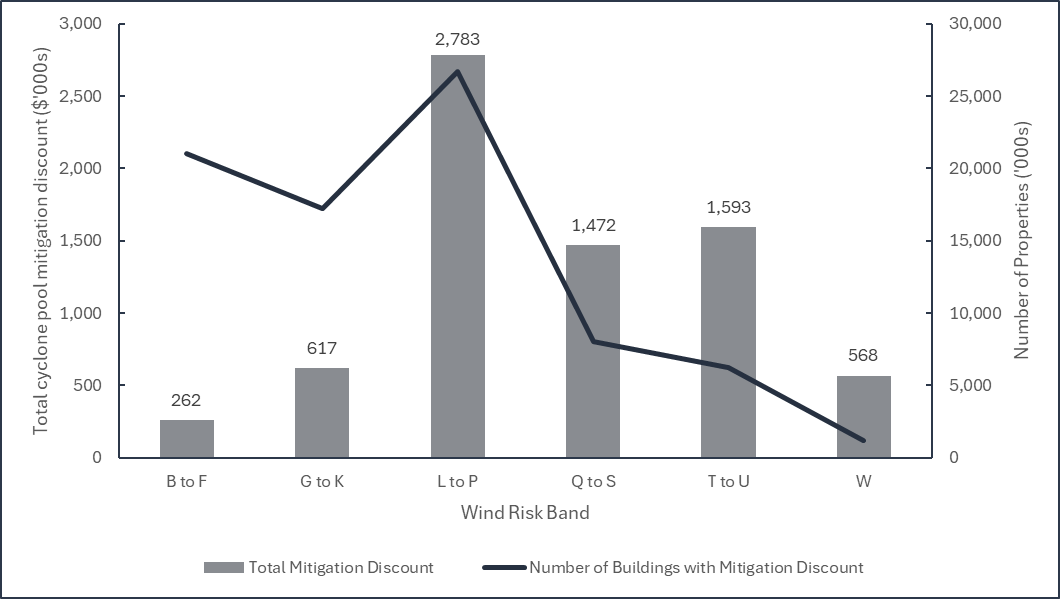 3,000
2,500
2,000
1,500
1,000
500
0
Total cyclone pool mitigation discount ($'000s)
2,783
1,472
1,593
617
568
262
30,000
25,000
20,000
15,000
10,000
5,000
0
Number of Properties ('000s)
B to F
G to K
L to P
Q to S
T to U
W
Wind Risk Band
Total Mitigation Discount
Number of Buildings with Mitigation Discount